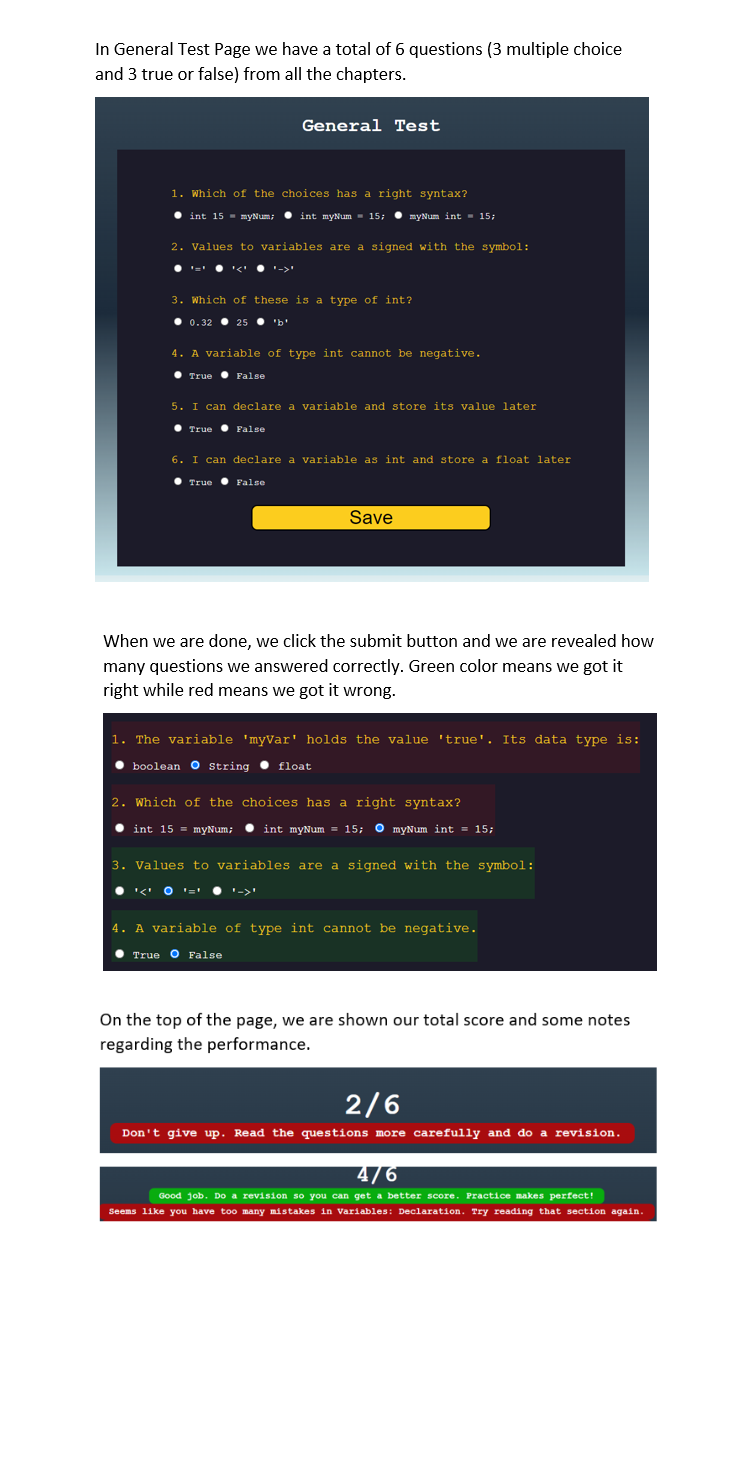 In General Test Page we have a total of 6 questions (3 multiple choice
and 3 true or false) from all the chapters.
General Test
1. Which of the choices has a right syntax?
int 15 = myNum; int myNum = 15; myNum int = 15;
2. Values to variables are a signed with the symbol:
'=' '<' '->'
3. Which of these is a type of int?
0.32 25 'b'
4. A variable of type int cannot be negative.
True False
5. I can declare a variable and store its value later
True False
6. I can declare a variable as int and store a float later
True False
Save
When we are done, we click the submit button and we are revealed how
many questions we answered correctly. Green color means we got it
right while red means we got it wrong.
1. The variable 'myVar' holds the value 'true'. Its data type is:
boolean String float
2. Which of the choices has a right syntax?
int 15 = myNum; int myNum = 15; myNum int = 15;
3. Values to variables are a signed with the symbol:
'<' '=' '->'
4. A variable of type int cannot be negative.
True False
On the top of the page, we are shown our total score and some notes
regarding the performance.
2/6
Don't give up. Read the questions more carefully and do a revision.
4/6
Good job. Do a revision so you can get a better score. Practice makes perfect!
Seems like you have too many mistakes in Variables: Declaration. Try reading that section again.